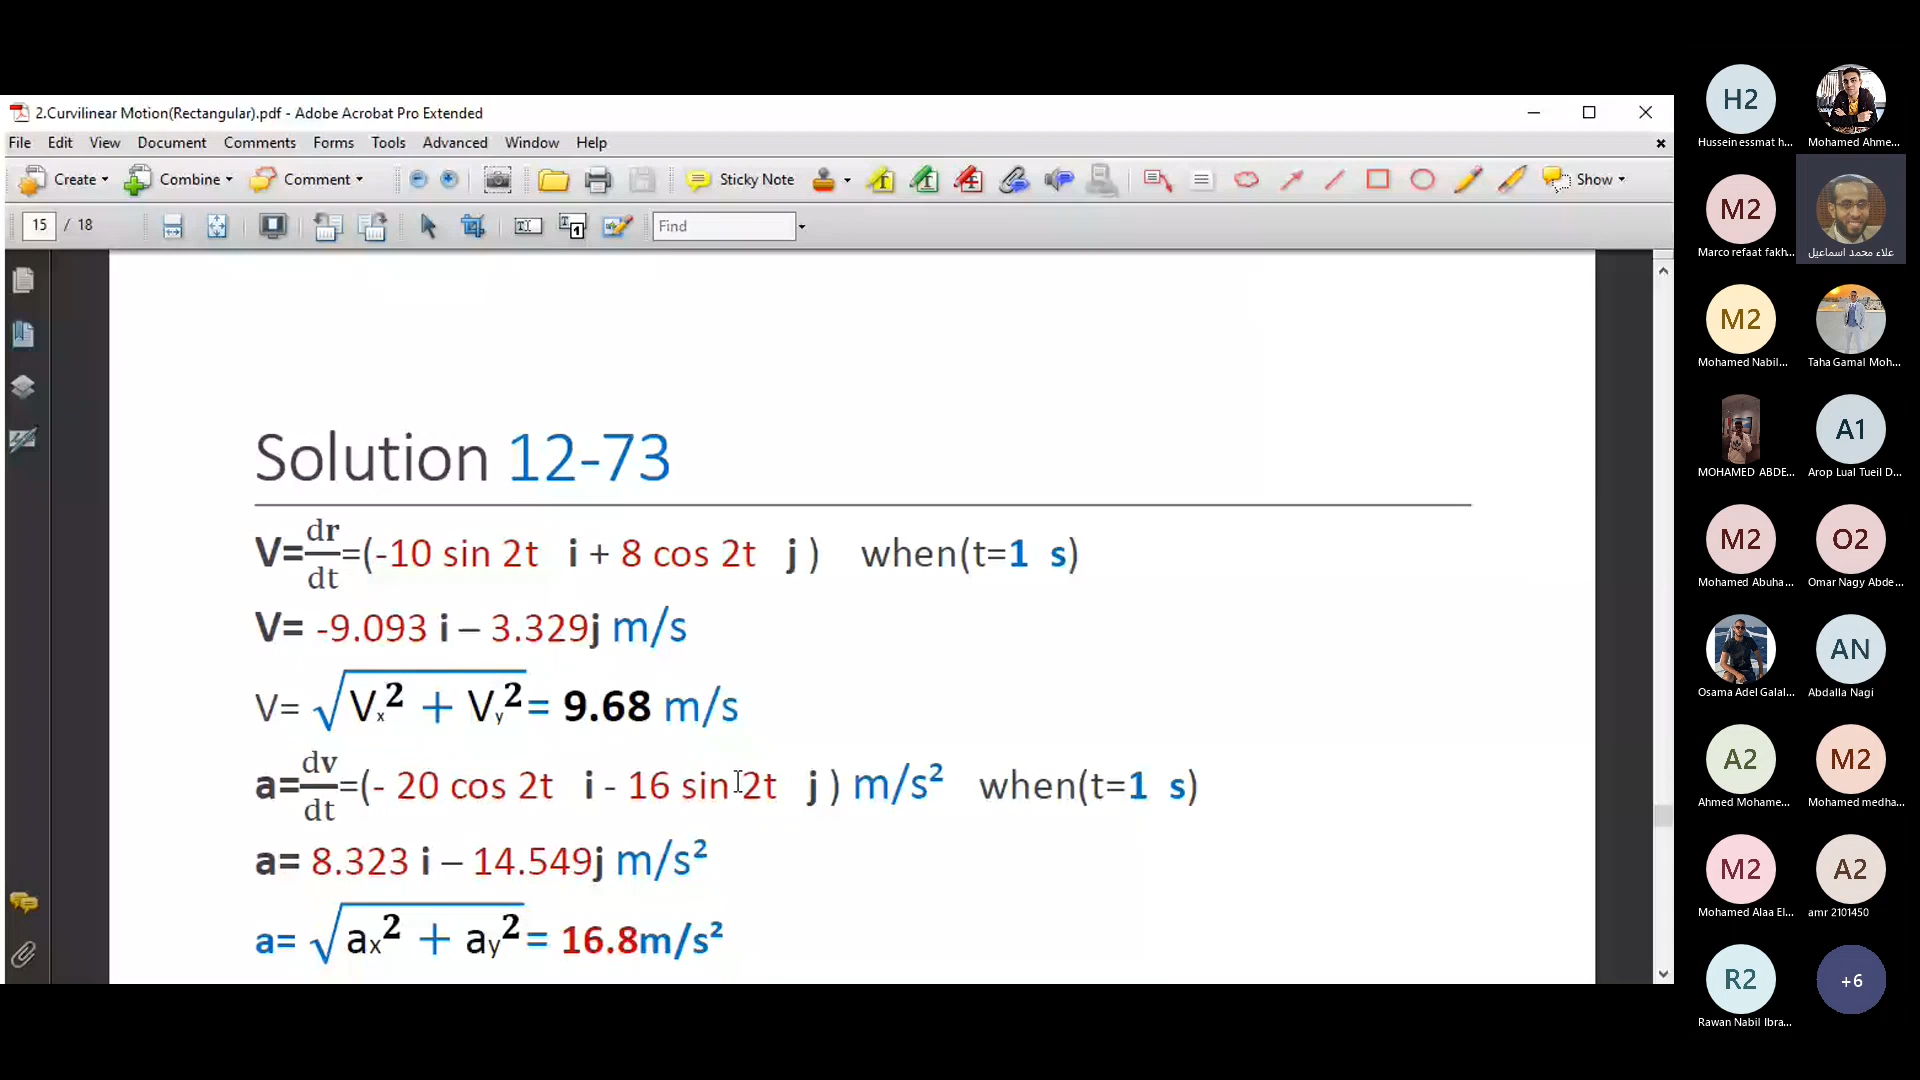 2.Curvilinear Motion(Rectangular).pdf - Adobe Acrobat Pro Extended
File Edit View Document Comments Forms Tools Advanced Window Help
Create Combine Comment Sticky Note Show
15 / 18 Find
Solution 12-73
V=dr/dt=(-10 sin 2t i + 8 cos 2t j ) when(t=1 s)
V= -9.093 i – 3.329j m/s
V= √(Vx² + Vy²)= 9.68 m/s
a=dv/dt=(- 20 cos 2t i - 16 sin 2t j ) m/s² when(t=1 s)
a= 8.323 i – 14.549j m/s²
a= √(ax² + ay²)= 16.8m/s²
H2
Hussein essmat h...
Mohamed Ahme...
M2
Marco refaat fakh...
علاء محمد اسماعيل
M2
Mohamed Nabil...
Taha Gamal Moh...
MOHAMED ABDE...
A1
Arop Lual Tueil D...
M2
Mohamed Abuha...
O2
Omar Nagy Abde...
Osama Adel Galal...
AN
Abdalla Nagi
A2
Ahmed Mohame...
M2
Mohamed medha...
M2
Mohamed Alaa El...
A2
amr 2101450
R2
Rawan Nabil Ibra...
+6